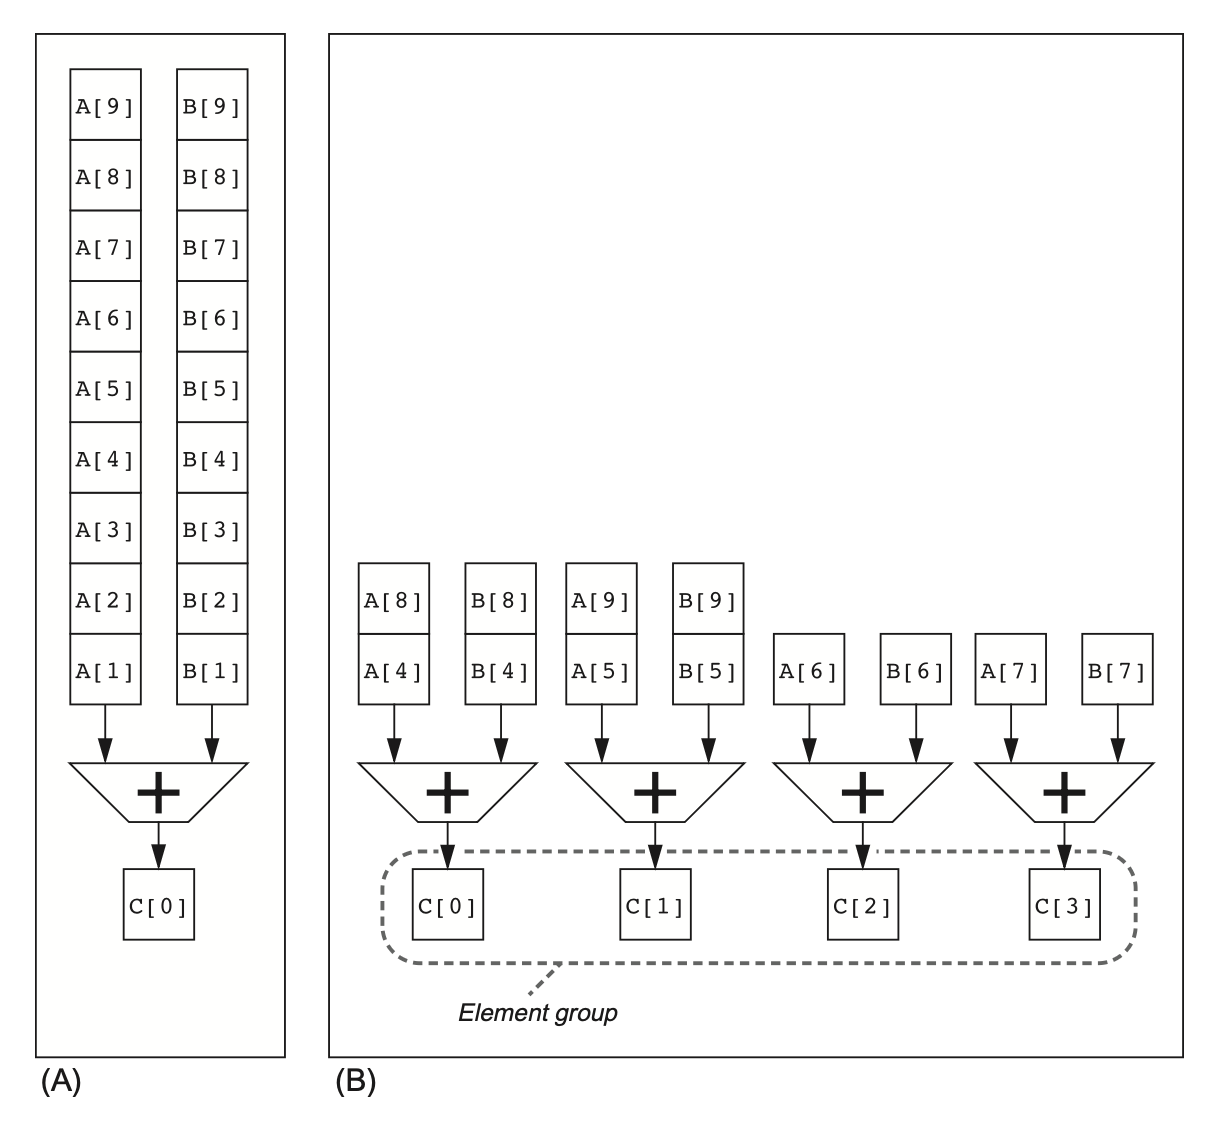 A[9] B[9]
A[8] B[8]
A[7] B[7]
A[6] B[6]
A[5] B[5]
A[4] B[4]
A[3] B[3]
A[2] B[2]
A[1] B[1]
+
C[0]
(A)
A[8] B[8] A[9] B[9]
A[4] B[4] A[5] B[5] A[6] B[6] A[7] B[7]
+ + + +
C[0] C[1] C[2] C[3]
Element group
(B)